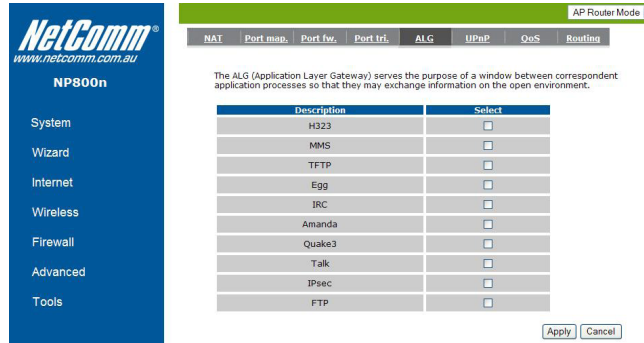 AP Router Mode
NetComm®
www.netcomm.com.au
NP800n
System
Wizard
Internet
Wireless
Firewall
Advanced
Tools
NAT Port map. Port fw. Port tri. ALG UPnP QoS Routing
The ALG (Application Layer Gateway) serves the purpose of a window between correspondent
application processes so that they may exchange information on the open environment.
Description Select
H323
MMS
TFTP
Egg
IRC
Amanda
Quake3
Talk
IPsec
FTP
Apply Cancel